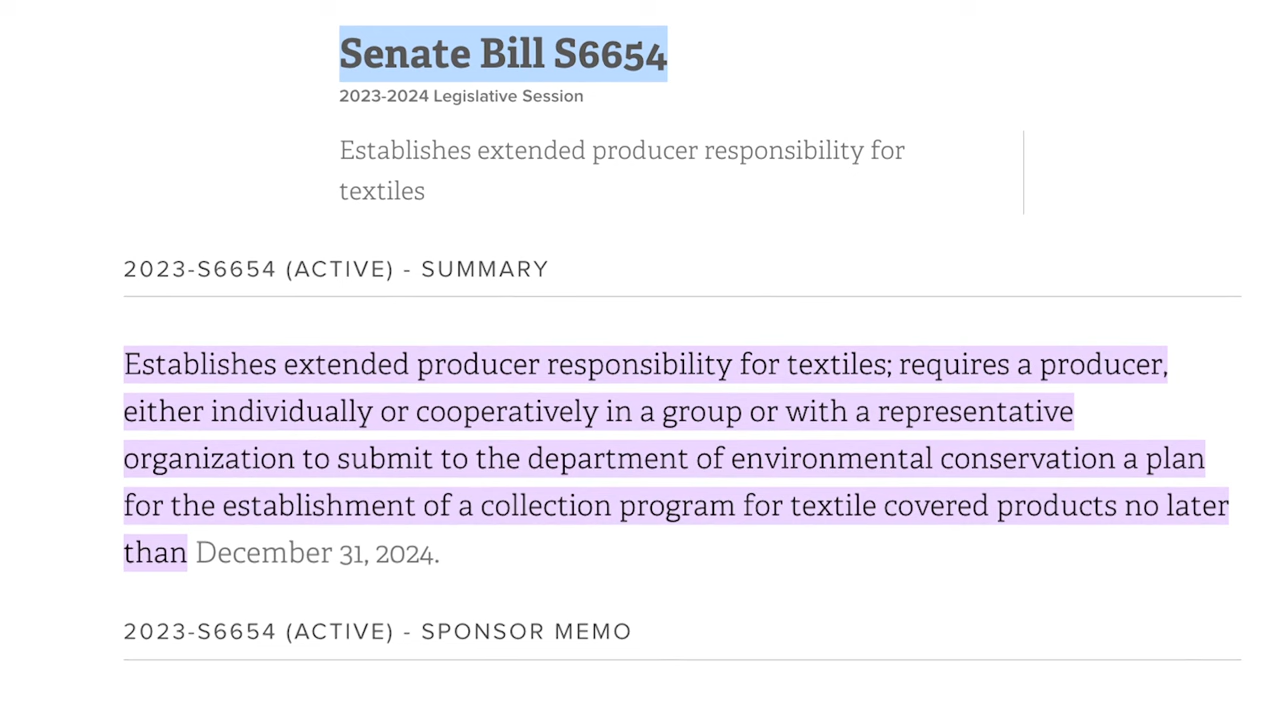 Senate Bill S6654
2023-2024 Legislative Session
Establishes extended producer responsibility for
textiles
2023-S6654 (ACTIVE) - SUMMARY
Establishes extended producer responsibility for textiles; requires a producer,
either individually or cooperatively in a group or with a representative
organization to submit to the department of environmental conservation a plan
for the establishment of a collection program for textile covered products no later
than December 31, 2024.
2023-S6654 (ACTIVE) - SPONSOR MEMO